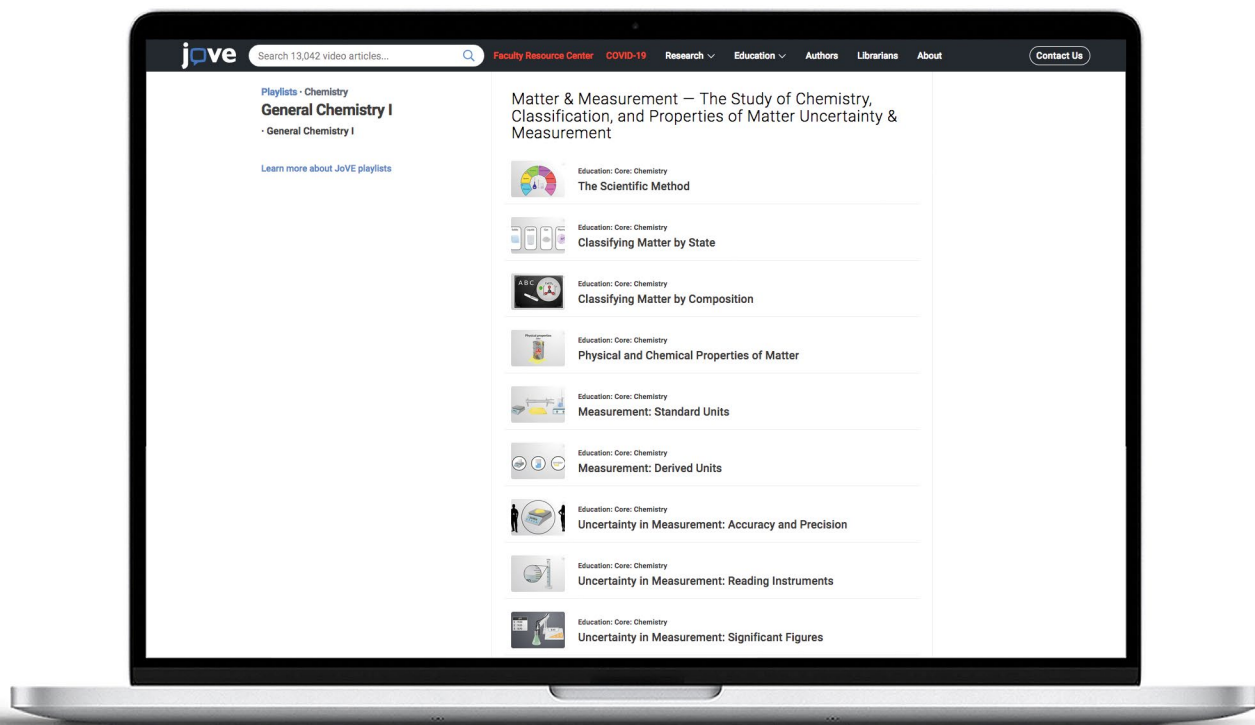 jove
Search 13,042 video articles...
Faculty Resource Center
COVID-19
Research
Education
Authors
Librarians
About
Contact Us
Playlists · Chemistry
General Chemistry I
· General Chemistry I
Learn more about JoVE playlists
Matter & Measurement — The Study of Chemistry,
Classification, and Properties of Matter Uncertainty &
Measurement
Education: Core: Chemistry
The Scientific Method
Education: Core: Chemistry
Classifying Matter by State
ABC
Education: Core: Chemistry
Classifying Matter by Composition
Physical properties
Education: Core: Chemistry
Physical and Chemical Properties of Matter
Education: Core: Chemistry
Measurement: Standard Units
Education: Core: Chemistry
Measurement: Derived Units
Education: Core: Chemistry
Uncertainty in Measurement: Accuracy and Precision
Education: Core: Chemistry
Uncertainty in Measurement: Reading Instruments
Education: Core: Chemistry
Uncertainty in Measurement: Significant Figures